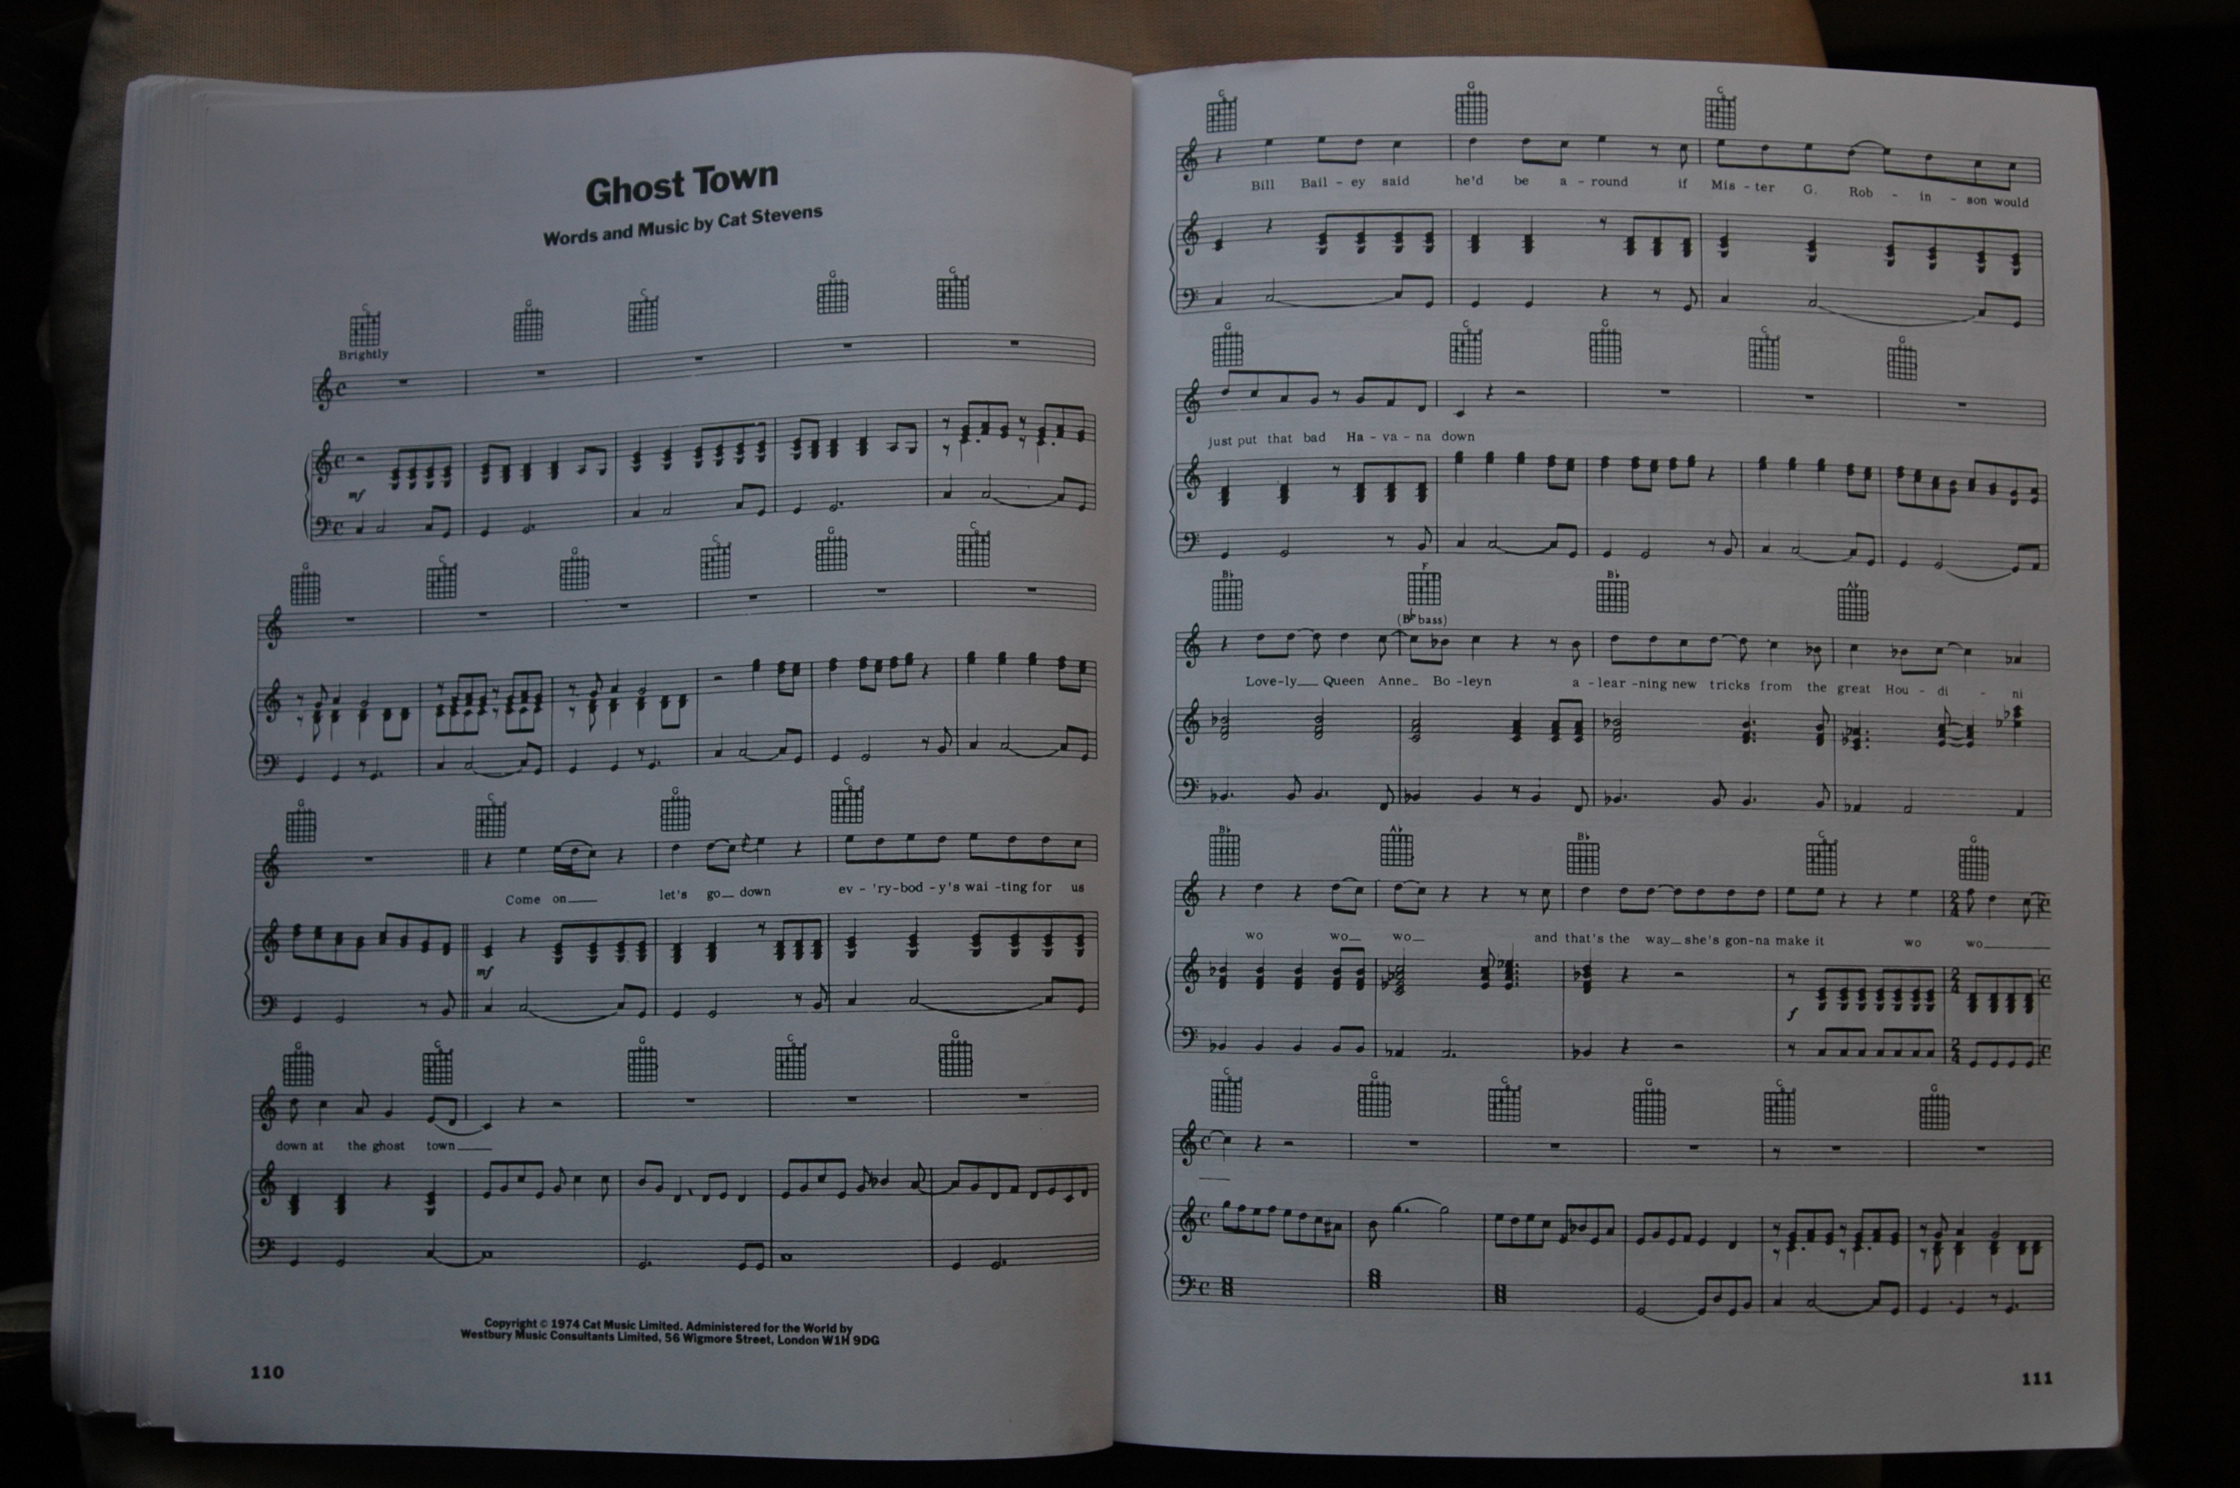 Ghost Town
Words and Music by Cat Stevens
C G C G C
Brightly
mf
G C G C G C
G C G C
Come on let's go down ev - 'ry-bod - y's wai -ting for us
mf
G C G C G
down at the ghost town
Copyright © 1974 Cat Music Limited. Administered for the World by
Westbury Music Consultants Limited, 56 Wigmore Street, London W1H 9DG
110
C G C
Bill Bail - ey said he'd be a - round if Mis - ter G. Rob - in - son would
G C G C G
just put that bad Ha - va - na down
B♭ F B♭ A♭
(B♭ bass)
Love-ly Queen Anne Bo -leyn a -lear -ning new tricks from the great Hou - di - ni
B♭ A♭ B♭ C G
wo wo wo and that's the way she's gon-na make it wo wo
f
C G C G C G
111